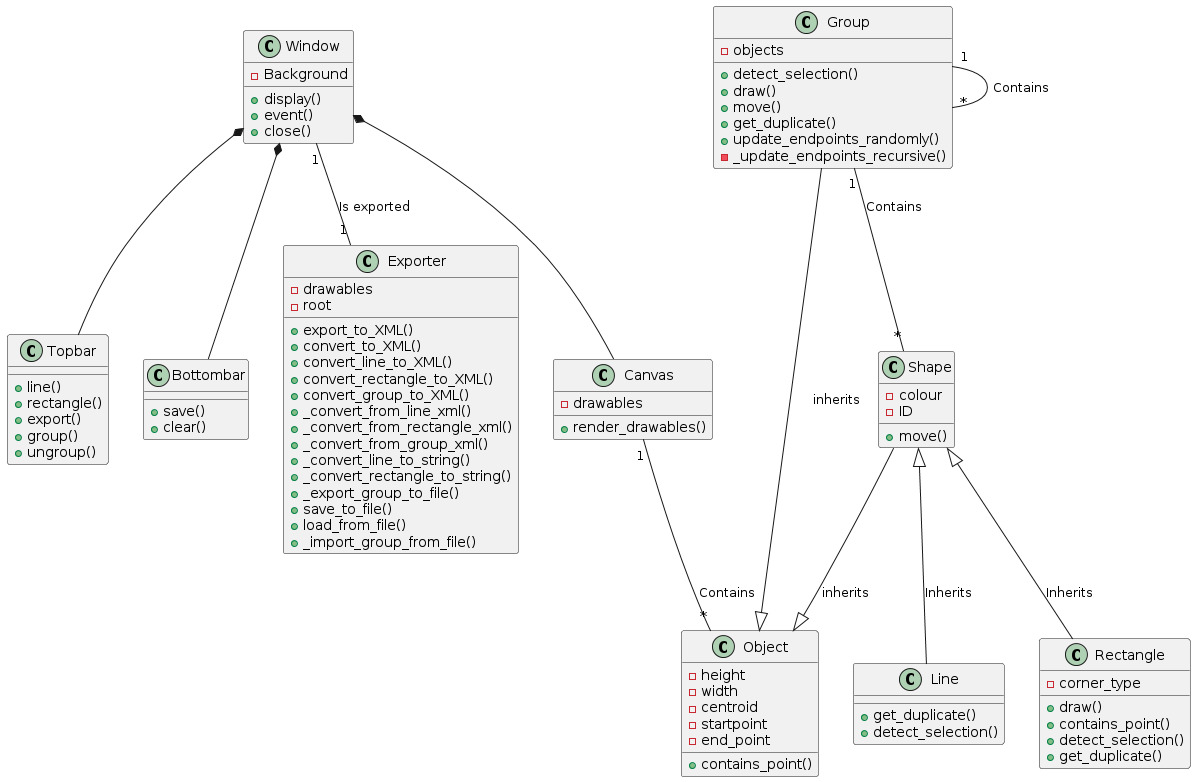 C Window
Background
display()
event()
close()
C Group
objects
detect_selection()
draw()
move()
get_duplicate()
update_endpoints_randomly()
_update_endpoints_recursive()
1
*
Contains
1
Is exported
1
1
Contains
*
C Exporter
drawables
root
export_to_XML()
convert_to_XML()
convert_line_to_XML()
convert_rectangle_to_XML()
convert_group_to_XML()
_convert_from_line_xml()
_convert_from_rectangle_xml()
_convert_from_group_xml()
_convert_line_to_string()
_convert_rectangle_to_string()
_export_group_to_file()
save_to_file()
load_from_file()
_import_group_from_file()
C Topbar
line()
rectangle()
export()
group()
ungroup()
C Bottombar
save()
clear()
C Canvas
drawables
render_drawables()
inherits
C Shape
colour
ID
move()
1
Contains
*
inherits
Inherits
Inherits
C Object
height
width
centroid
startpoint
end_point
contains_point()
C Line
get_duplicate()
detect_selection()
C Rectangle
corner_type
draw()
contains_point()
detect_selection()
get_duplicate()